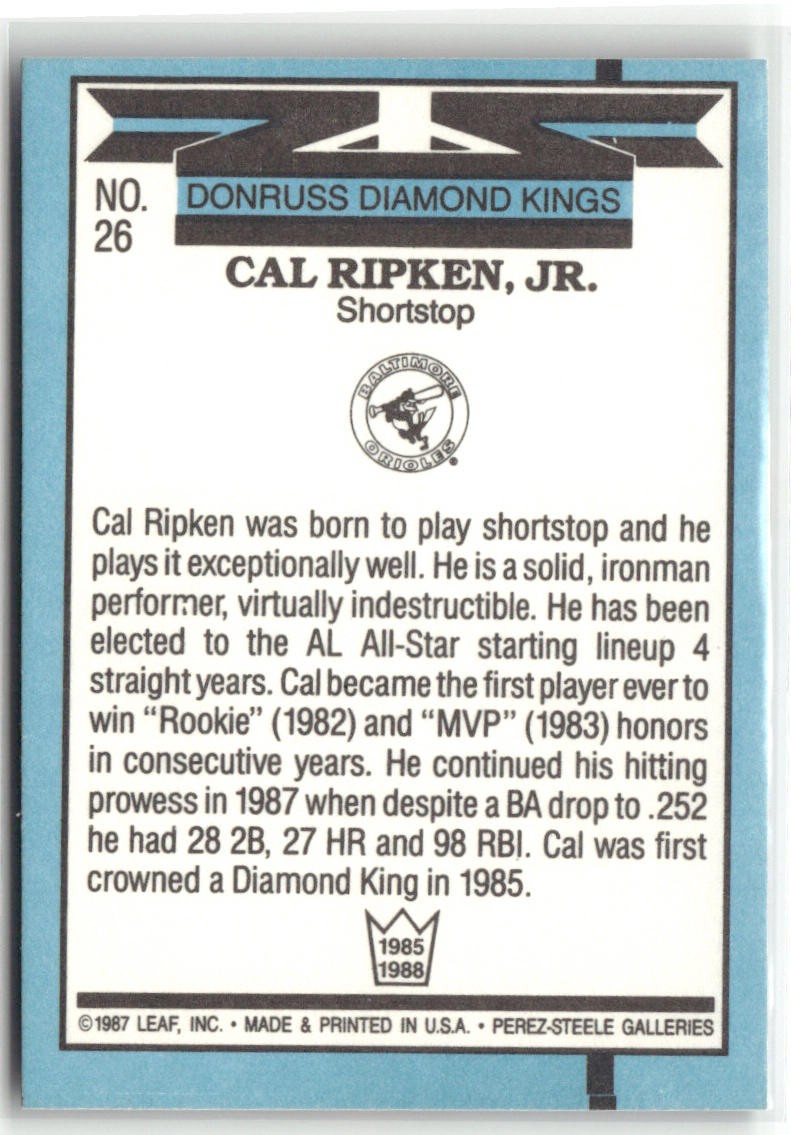 NO.
26
DONRUSS DIAMOND KINGS
CAL RIPKEN, JR.
Shortstop
BALTIMORE
ORIOLES
®
Cal Ripken was born to play shortstop and he
plays it exceptionally well. He is a solid, ironman
performer, virtually indestructible. He has been
elected to the AL All-Star starting lineup 4
straight years. Cal became the first player ever to
win “Rookie” (1982) and “MVP” (1983) honors
in consecutive years. He continued his hitting
prowess in 1987 when despite a BA drop to .252
he had 28 2B, 27 HR and 98 RBI. Cal was first
crowned a Diamond King in 1985.
1985
1988
©1987 LEAF, INC. • MADE & PRINTED IN U.S.A. • PEREZ-STEELE GALLERIES